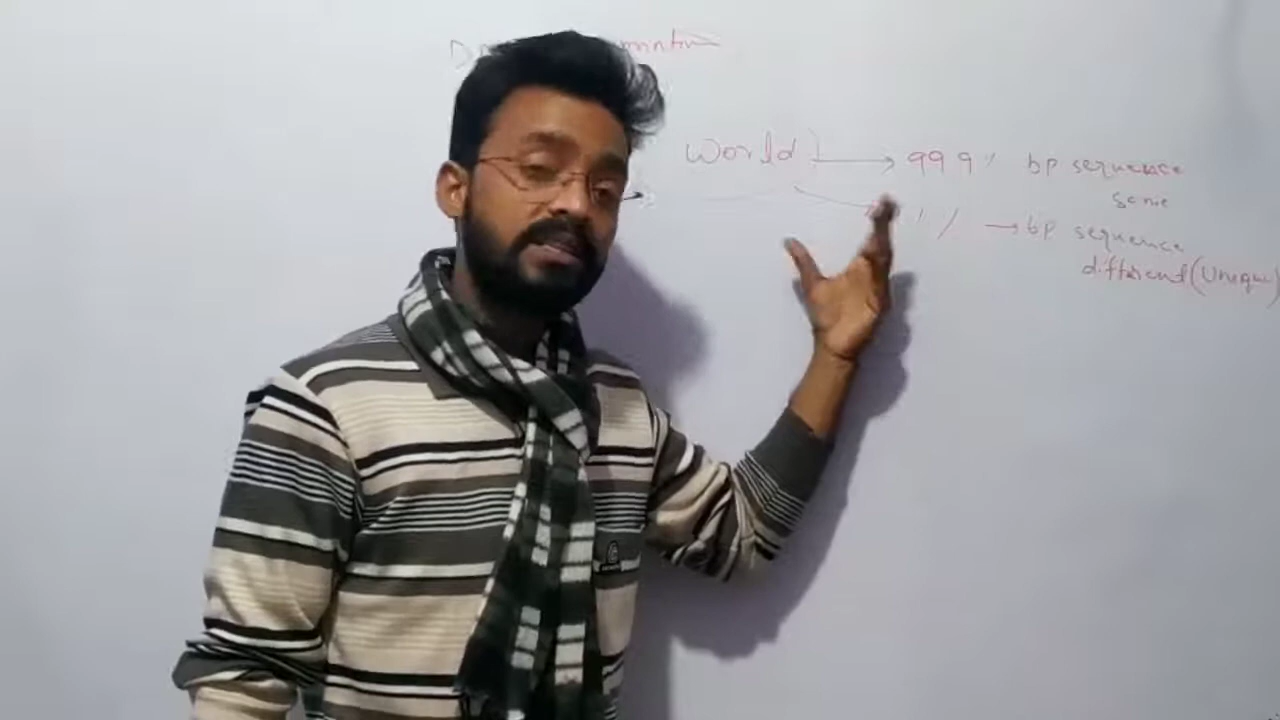 World → 99 9 % bp sequence
same
% → bp sequence
different (Unique)